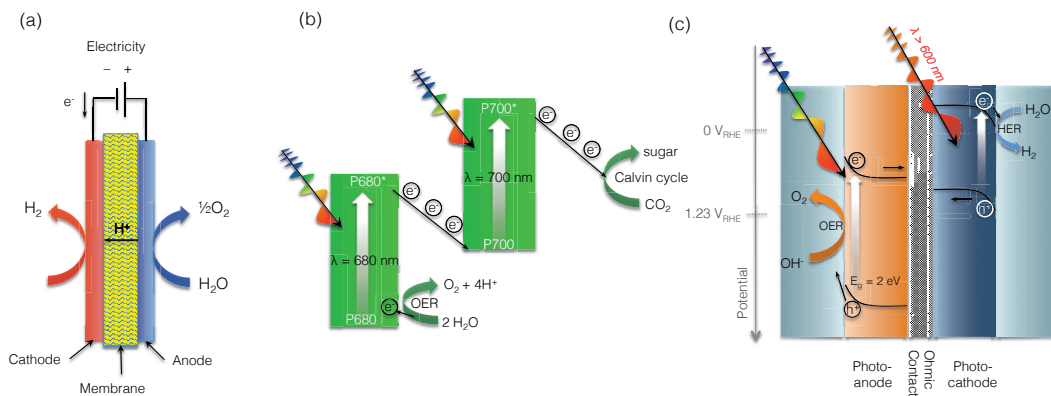 (a)
Electricity
− +
e⁻
H₂
H⁺
½O₂
H₂O
Cathode
Anode
Membrane
(b)
P700*
e⁻
e⁻
e⁻
λ = 700 nm
P700
sugar
Calvin cycle
CO₂
P680*
e⁻
e⁻
e⁻
λ = 680 nm
e⁻
P680
O₂ + 4H⁺
OER
2 H₂O
(c)
λ > 600 nm
0 V_RHE
1.23 V_RHE
Potential
e⁻
O₂
OER
OH⁻
E_g = 2 eV
h⁺
e⁻
H₂O
HER
H₂
h⁺
Photo-
anode
Ohmic
Contact
Photo-
cathode